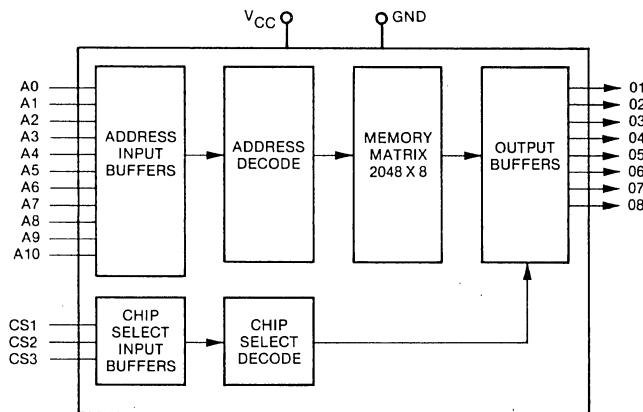 VCC
GND
A0
A1
A2
A3
A4
A5
A6
A7
A8
A9
A10
ADDRESS
INPUT
BUFFERS
ADDRESS
DECODE
MEMORY
MATRIX
2048 X 8
OUTPUT
BUFFERS
01
02
03
04
05
06
07
08
CS1
CS2
CS3
CHIP
SELECT
INPUT
BUFFERS
CHIP
SELECT
DECODE